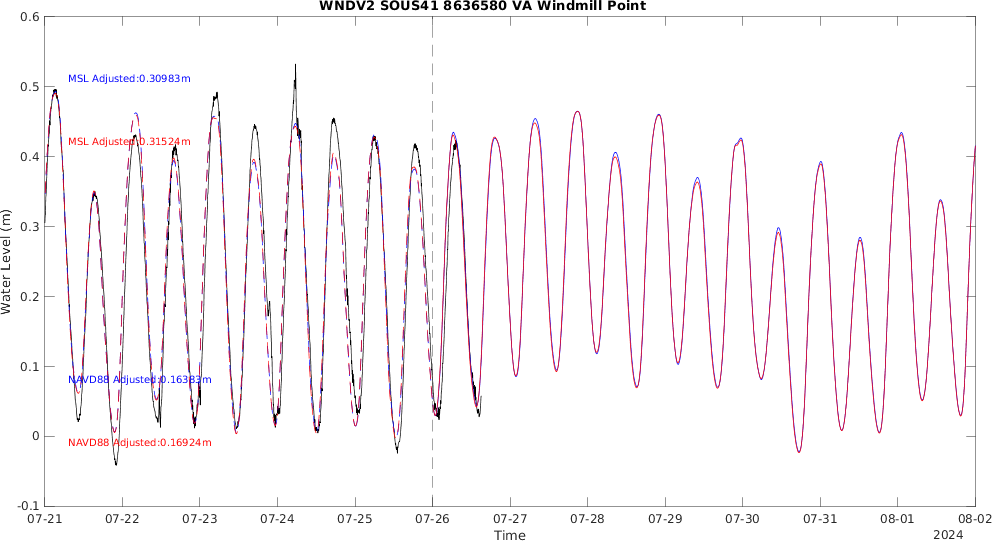 WNDV2 SOUS41 8636580 VA Windmill Point
0.6
0.5
0.4
0.3
0.2
0.1
0
-0.1
Water Level (m)
MSL Adjusted:0.30983m
MSL Adjusted:0.31524m
NAVD88 Adjusted:0.16383m
NAVD88 Adjusted:0.16924m
07-21 07-22 07-23 07-24 07-25 07-26 07-27 07-28 07-29 07-30 07-31 08-01 08-02
Time
2024